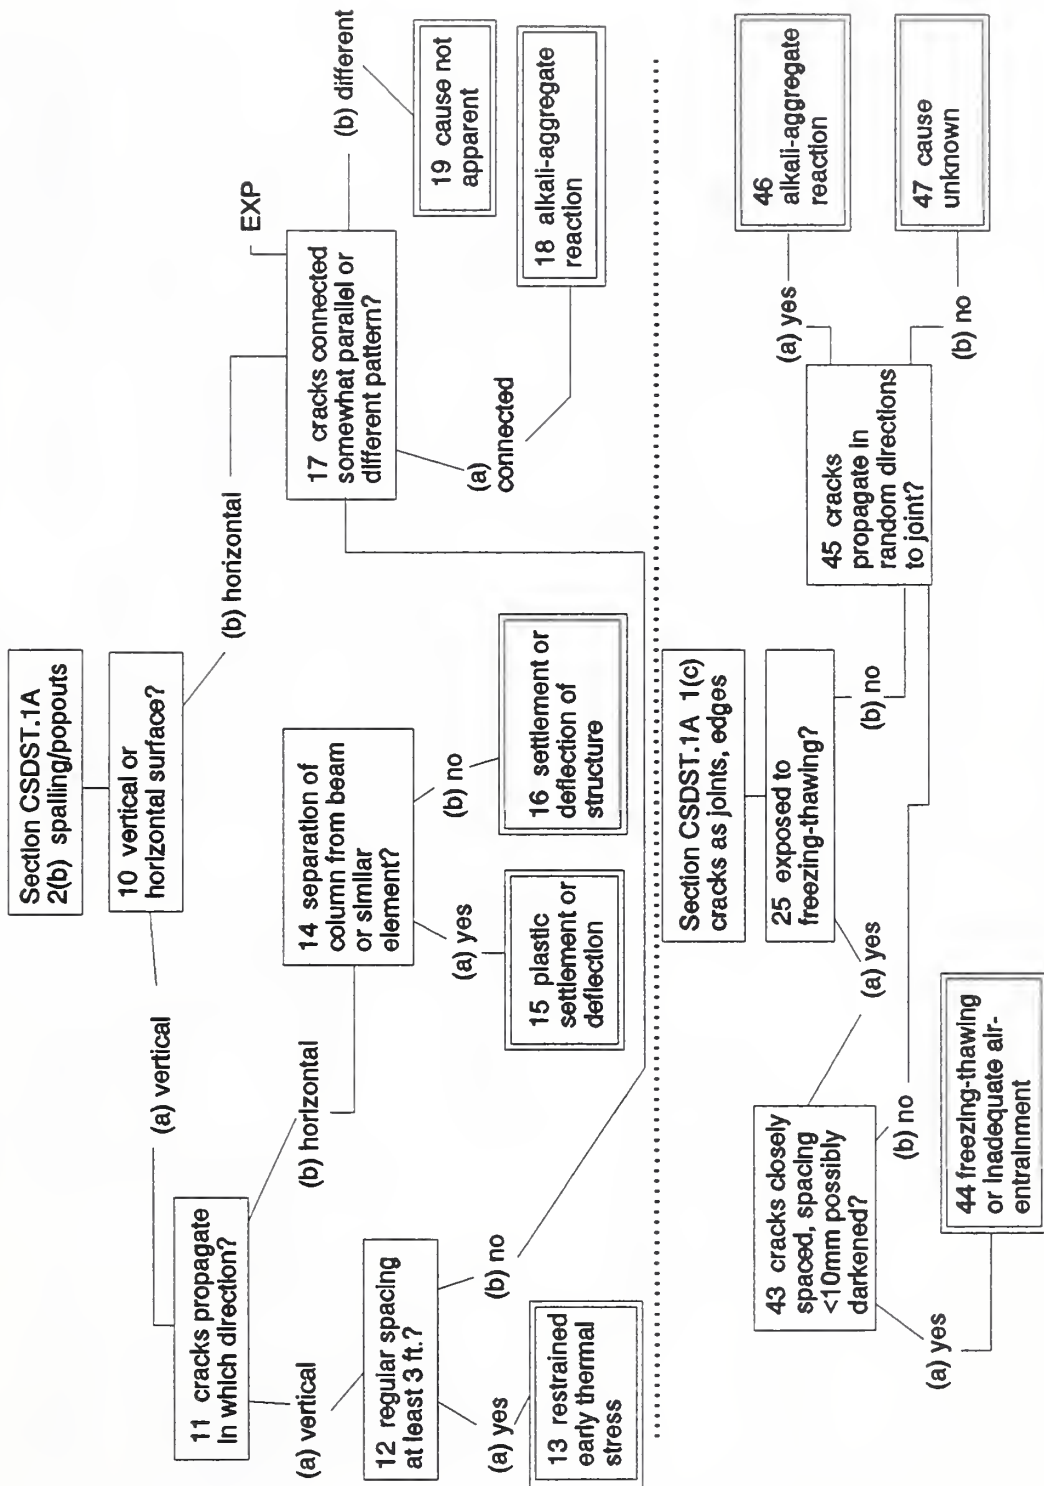 Section CSDST.1A
2(b) spalling/popouts
10 vertical or
horizontal surface?
(a) vertical
(b) horizontal
11 cracks propagate
in which direction?
(a) vertical
(b) horizontal
12 regular spacing
at least 3 ft.?
(a) yes
(b) no
13 restrained
early thermal
stress
14 separation of
column from beam
or similar
element?
(a) yes
(b) no
15 plastic
settlement or
deflection
16 settlement or
deflection of
structure
EXP
17 cracks connected
somewhat parallel or
different pattern?
(a)
connected
(b) different
18 alkali-aggregate
reaction
19 cause not
apparent
Section CSDST.1A 1(c)
cracks as joints, edges
25 exposed to
freezing-thawing?
(a) yes
(b) no
43 cracks closely
spaced, spacing
<10mm possibly
darkened?
(a) yes
(b) no
44 freezing-thawing
or inadequate air-
entrainment
45 cracks
propagate in
random directions
to joint?
(a) yes
(b) no
46
alkali-aggregate
reaction
47 cause
unknown